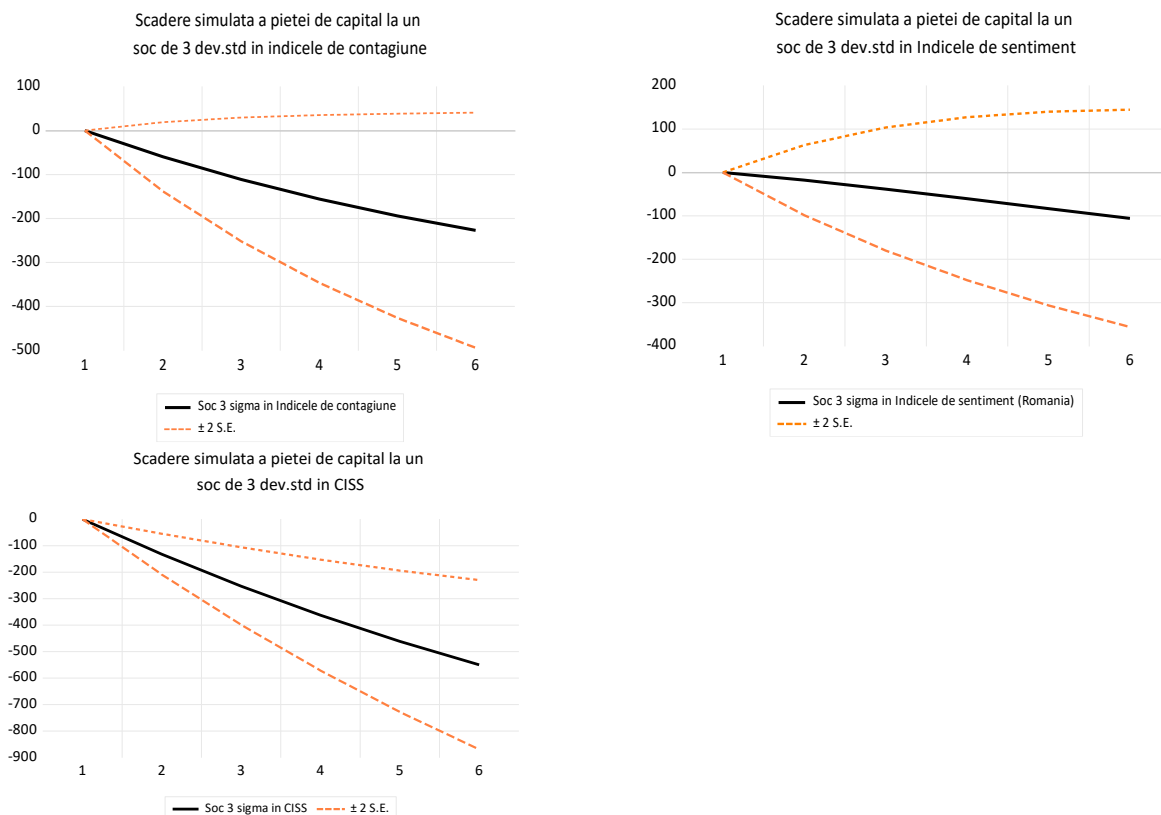 Scadere simulata a pietei de capital la un
soc de 3 dev.std in indicele de contagiune
100
0
-100
-200
-300
-400
-500
1 2 3 4 5 6
Soc 3 sigma in Indicele de contagiune
± 2 S.E.
Scadere simulata a pietei de capital la un
soc de 3 dev.std in Indicele de sentiment
200
100
0
-100
-200
-300
-400
1 2 3 4 5 6
Soc 3 sigma in Indicele de sentiment (Romania)
± 2 S.E.
Scadere simulata a pietei de capital la un
soc de 3 dev.std in CISS
0
-100
-200
-300
-400
-500
-600
-700
-800
-900
1 2 3 4 5 6
Soc 3 sigma in CISS ± 2 S.E.